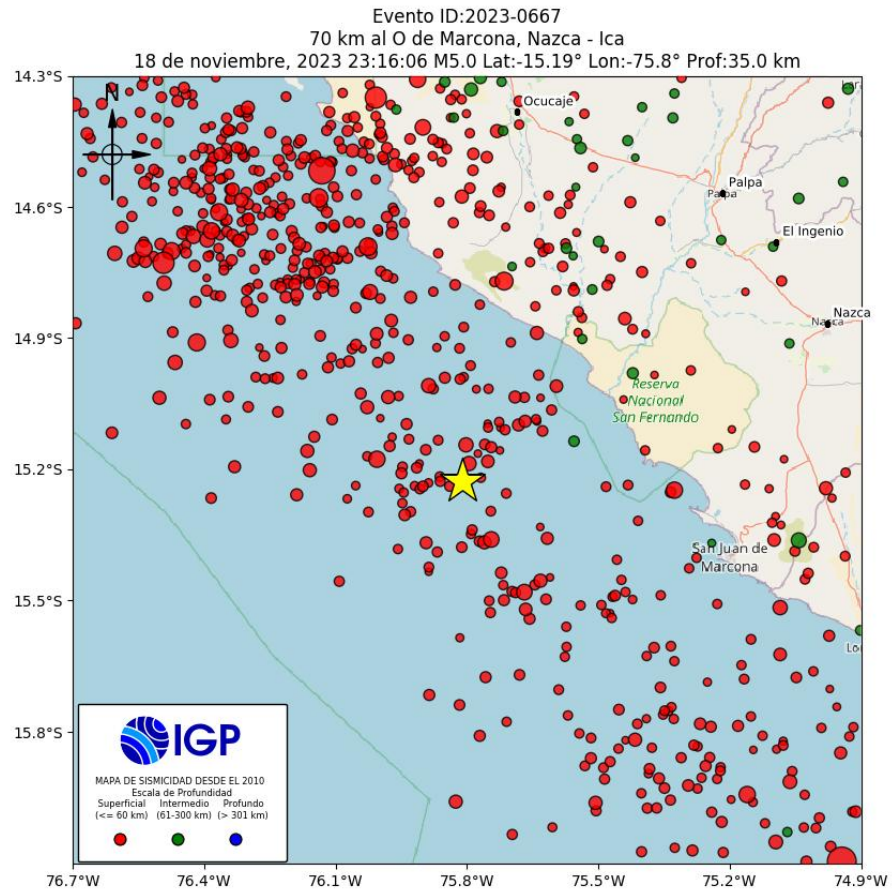 Evento ID:2023-0667
70 km al O de Marcona, Nazca - Ica
18 de noviembre, 2023 23:16:06 M5.0 Lat:-15.19° Lon:-75.8° Prof:35.0 km
14.3°S
N
Ocucaje
Palpa
Palpa
14.6°S
El Ingenio
Nazca
Nazca
14.9°S
Reserva
Nacional
San Fernando
15.2°S
San Juan de
Marcona
15.5°S
Lo
15.8°S
IGP
MAPA DE SISMICIDAD DESDE EL 2010
Escala de Profundidad
Superficial Intermedio Profundo
(<= 60 km) (61-300 km) (> 301 km)
76.7°W 76.4°W 76.1°W 75.8°W 75.5°W 75.2°W 74.9°W